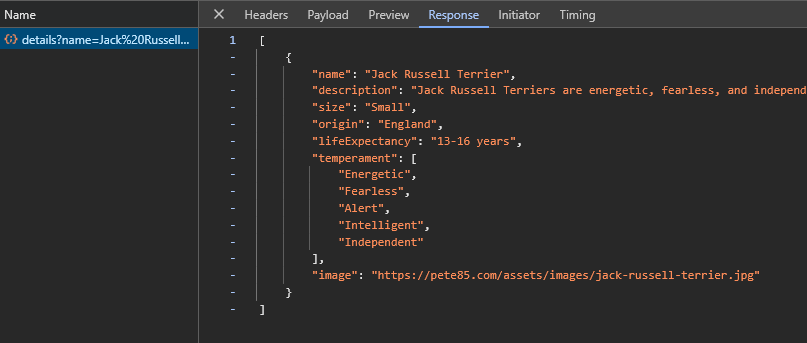 Name
Headers Payload Preview Response Initiator Timing
details?name=Jack%20Russell...
1 [
- {
- "name": "Jack Russell Terrier",
- "description": "Jack Russell Terriers are energetic, fearless, and independ
- "size": "Small",
- "origin": "England",
- "lifeExpectancy": "13-16 years",
- "temperament": [
- "Energetic",
- "Fearless",
- "Alert",
- "Intelligent",
- "Independent"
- ],
- "image": "https://pete85.com/assets/images/jack-russell-terrier.jpg"
- }
- ]